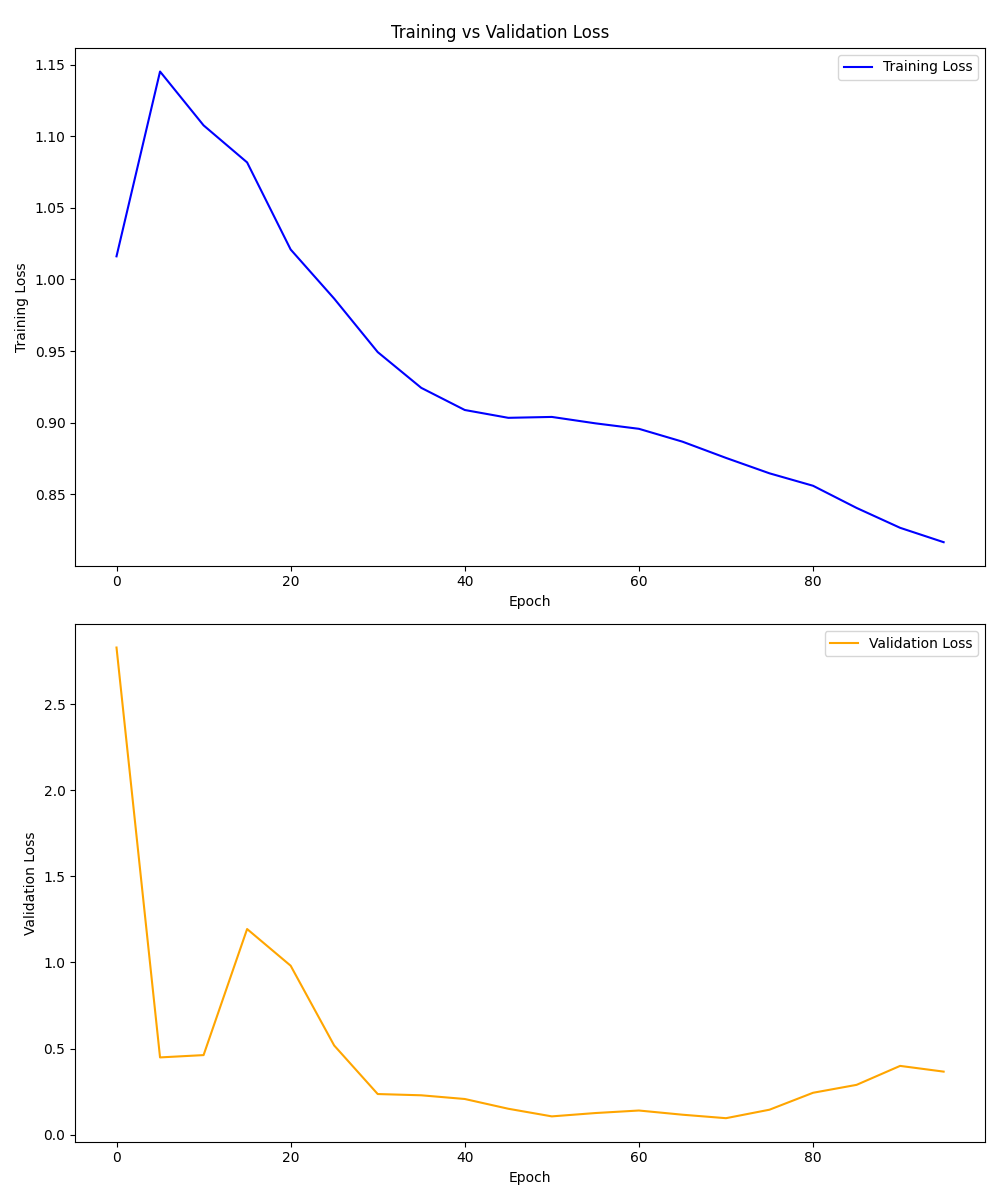 Training vs Validation Loss
Training Loss
1.15
1.10
1.05
1.00
0.95
0.90
0.85
Training Loss
0 20 40 60 80
Epoch
Validation Loss
2.5
2.0
1.5
1.0
0.5
0.0
Validation Loss
0 20 40 60 80
Epoch